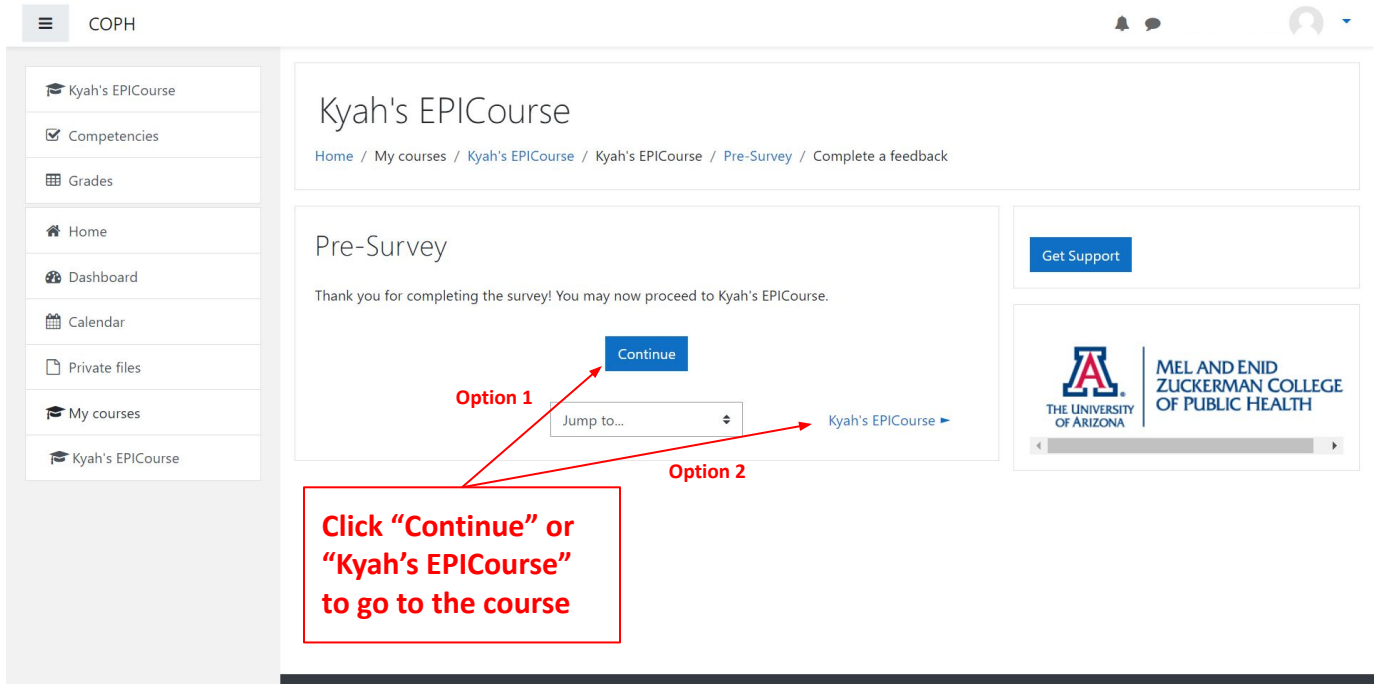 COPH
Kyah's EPICourse
Competencies
Grades
Home
Dashboard
Calendar
Private files
My courses
Kyah's EPICourse
Kyah's EPICourse
Home / My courses / Kyah's EPICourse / Kyah's EPICourse / Pre-Survey / Complete a feedback
Pre-Survey
Thank you for completing the survey! You may now proceed to Kyah's EPICourse.
Continue
Option 1
Jump to...
Kyah's EPICourse ►
Option 2
Click “Continue” or
“Kyah’s EPICourse”
to go to the course
Get Support
A
THE UNIVERSITY
OF ARIZONA
MEL AND ENID
ZUCKERMAN COLLEGE
OF PUBLIC HEALTH